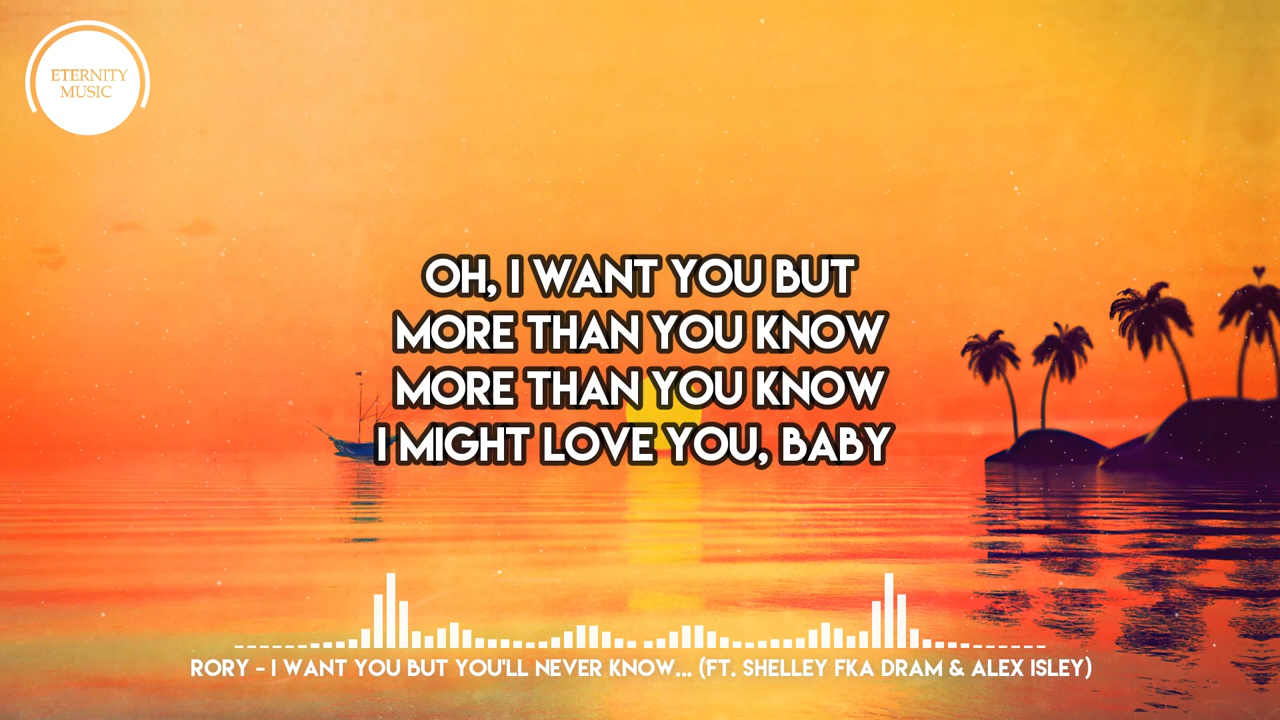 ETERNITY
MUSIC
OH, I WANT YOU BUT
MORE THAN YOU KNOW
MORE THAN YOU KNOW
I MIGHT LOVE YOU, BABY
RORY - I WANT YOU BUT YOU'LL NEVER KNOW... (FT. SHELLEY FKA DRAM & ALEX ISLEY)